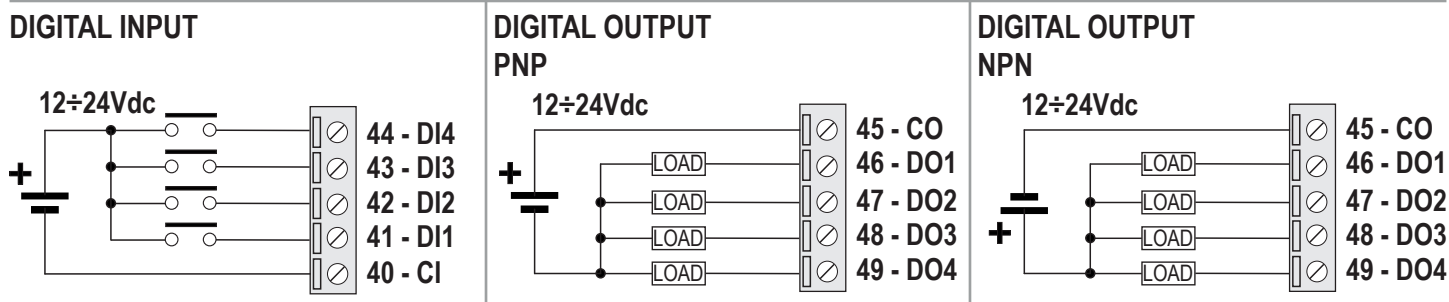 DIGITAL INPUT
12÷24Vdc
+
44 - DI4
43 - DI3
42 - DI2
41 - DI1
40 - CI
DIGITAL OUTPUT
PNP
12÷24Vdc
+
LOAD
LOAD
LOAD
LOAD
45 - CO
46 - DO1
47 - DO2
48 - DO3
49 - DO4
DIGITAL OUTPUT
NPN
12÷24Vdc
+
LOAD
LOAD
LOAD
LOAD
45 - CO
46 - DO1
47 - DO2
48 - DO3
49 - DO4